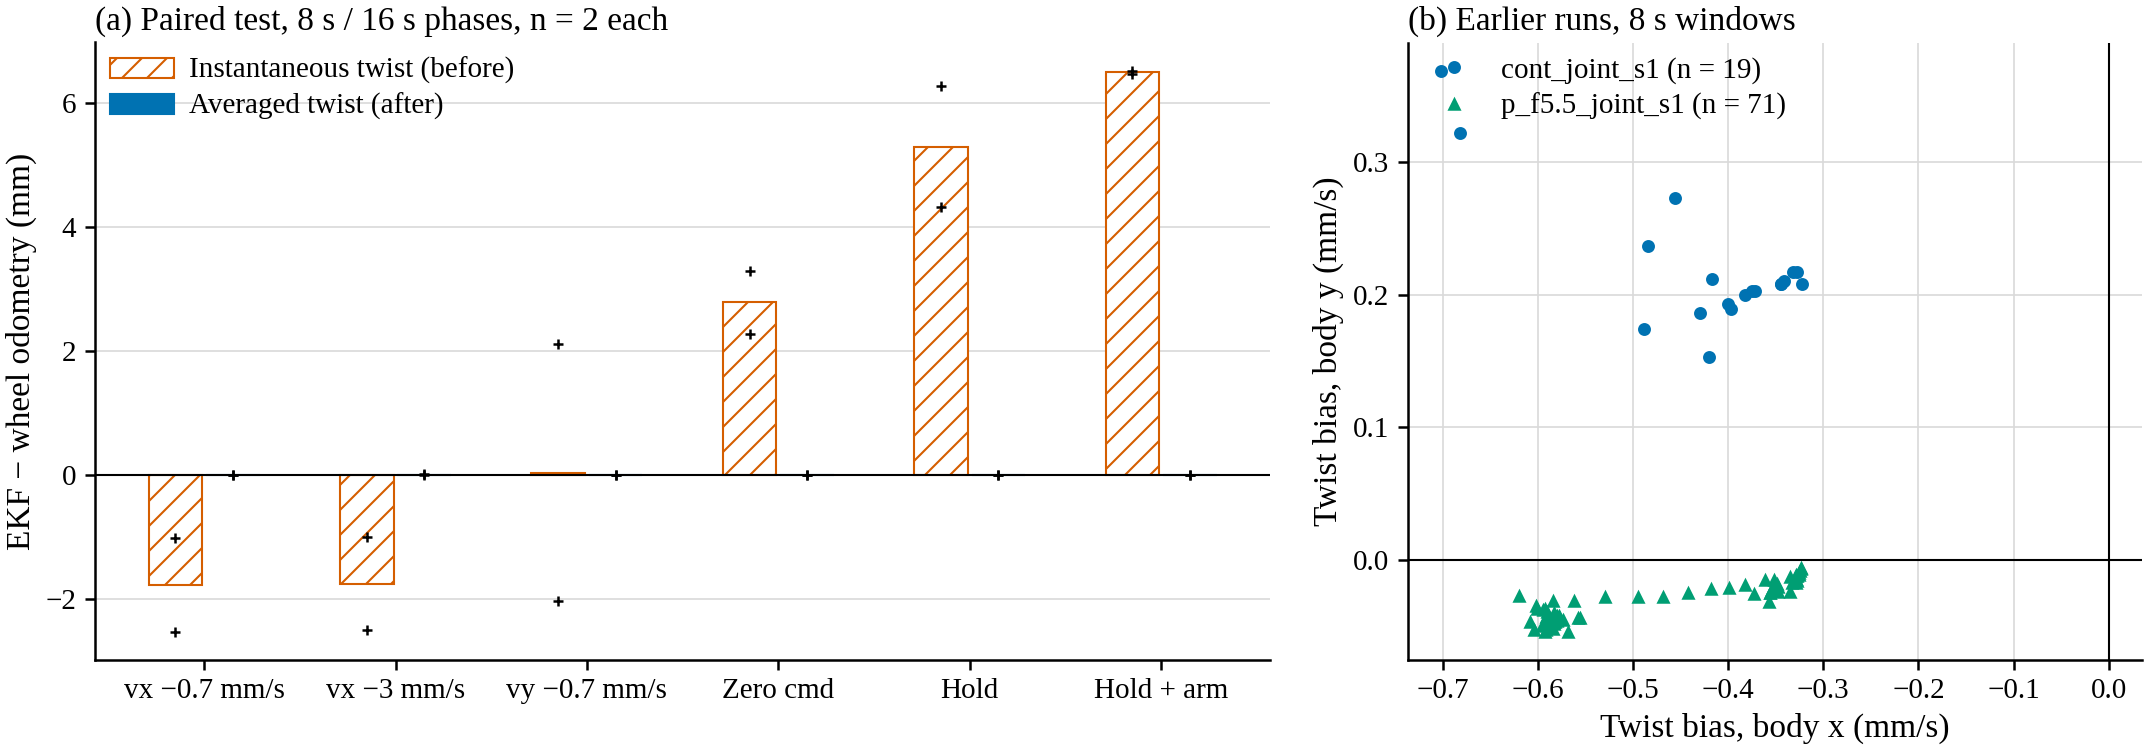 (a) Paired test, 8 s / 16 s phases, n = 2 each
Instantaneous twist (before)
Averaged twist (after)
EKF − wheel odometry (mm)
6
4
2
0
−2
vx −0.7 mm/s
vx −3 mm/s
vy −0.7 mm/s
Zero cmd
Hold
Hold + arm
(b) Earlier runs, 8 s windows
cont_joint_s1 (n = 19)
p_f5.5_joint_s1 (n = 71)
Twist bias, body y (mm/s)
0.3
0.2
0.1
0.0
−0.7
−0.6
−0.5
−0.4
−0.3
−0.2
−0.1
0.0
Twist bias, body x (mm/s)